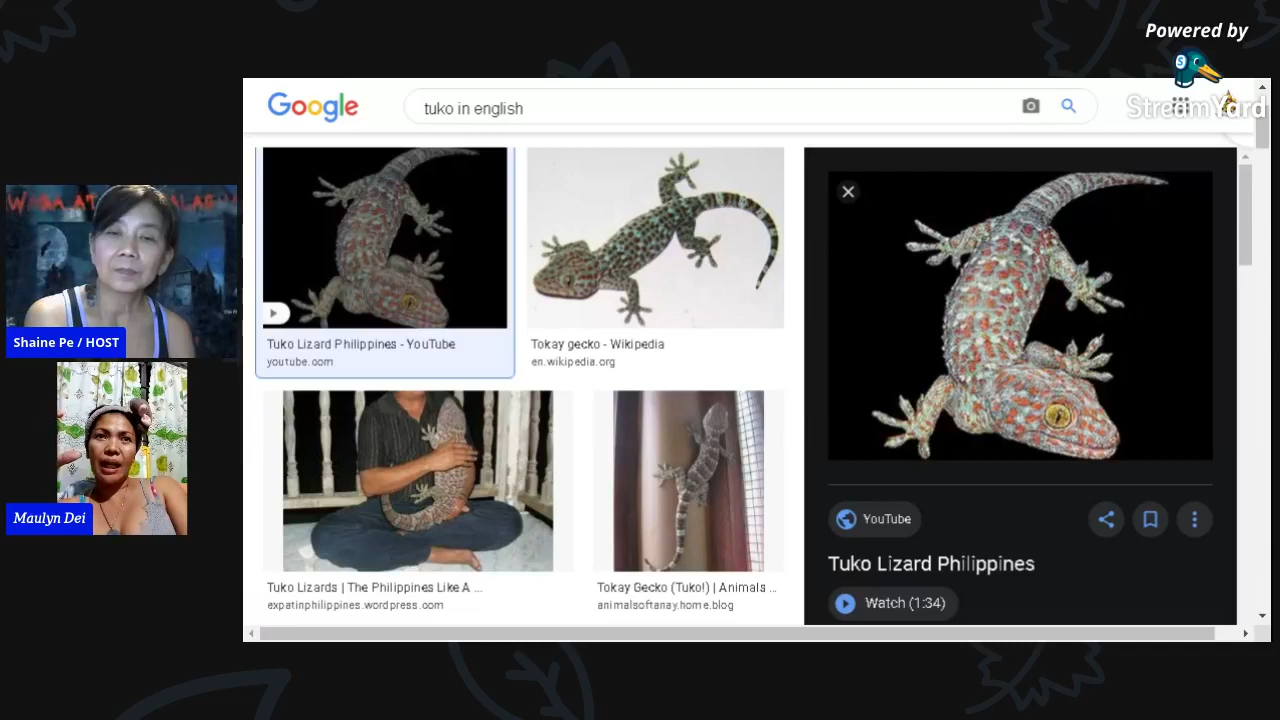 Powered by
StreamYard
Google
tuko in english
Shaine Pe / HOST
Maulyn Dei
Tuko Lizard Philippines - YouTube
youtube.com
Tokay gecko - Wikipedia
en.wikipedia.org
Tuko Lizards | The Philippines Like A ...
expatinphilippines.wordpress.com
Tokay Gecko (Tuko!) | Animals ...
animalsoftanay.home.blog
YouTube
Tuko Lizard Philippines
Watch (1:34)